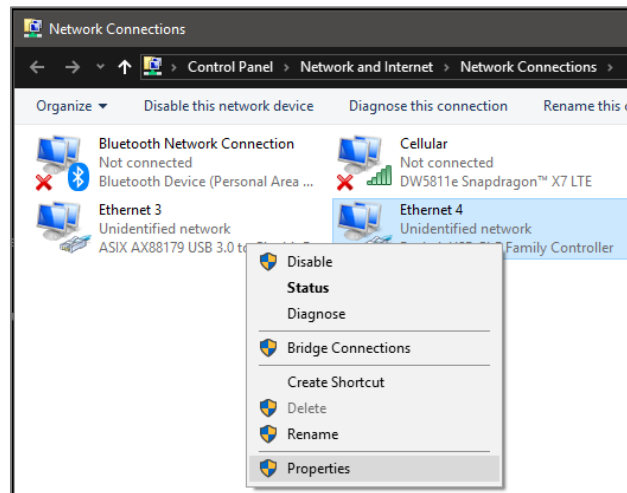 Network Connections
Control Panel > Network and Internet > Network Connections >
Organize Disable this network device Diagnose this connection Rename this
Bluetooth Network Connection
Not connected
Bluetooth Device (Personal Area ...
Cellular
Not connected
DW5811e Snapdragon™ X7 LTE
Ethernet 3
Unidentified network
ASIX AX88179 USB 3.0 to
Ethernet 4
Unidentified network
Family Controller
Disable
Status
Diagnose
Bridge Connections
Create Shortcut
Delete
Rename
Properties